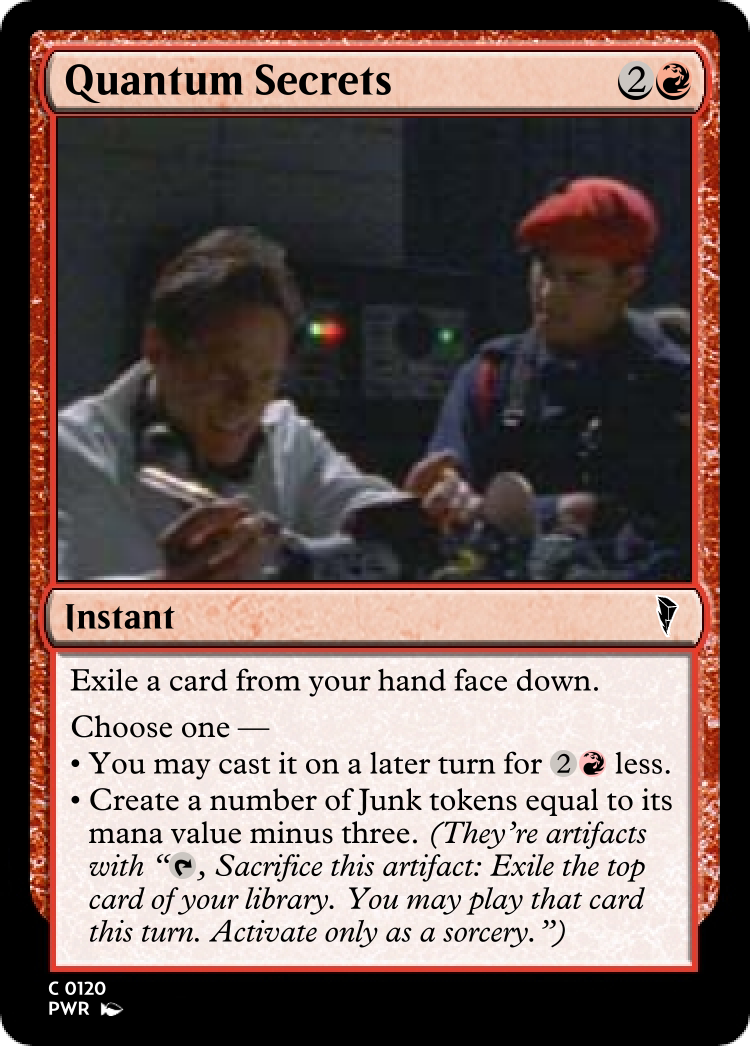 Quantum Secrets 2
Instant
Exile a card from your hand face down.
Choose one —
• You may cast it on a later turn for 2 less.
• Create a number of Junk tokens equal to its
mana value minus three. (They're artifacts
with “, Sacrifice this artifact: Exile the top
card of your library. You may play that card
this turn. Activate only as a sorcery.”)
C 0120
PWR